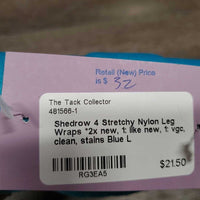 Retail (New) Price
is $ 32
The Tack Collector
481566-1
Shedrow 4 Stretchy Nylon Leg
Wraps *2x new, 1: like new, 1: vgc,
clean, stains Blue L
RG3EA5
$21.50